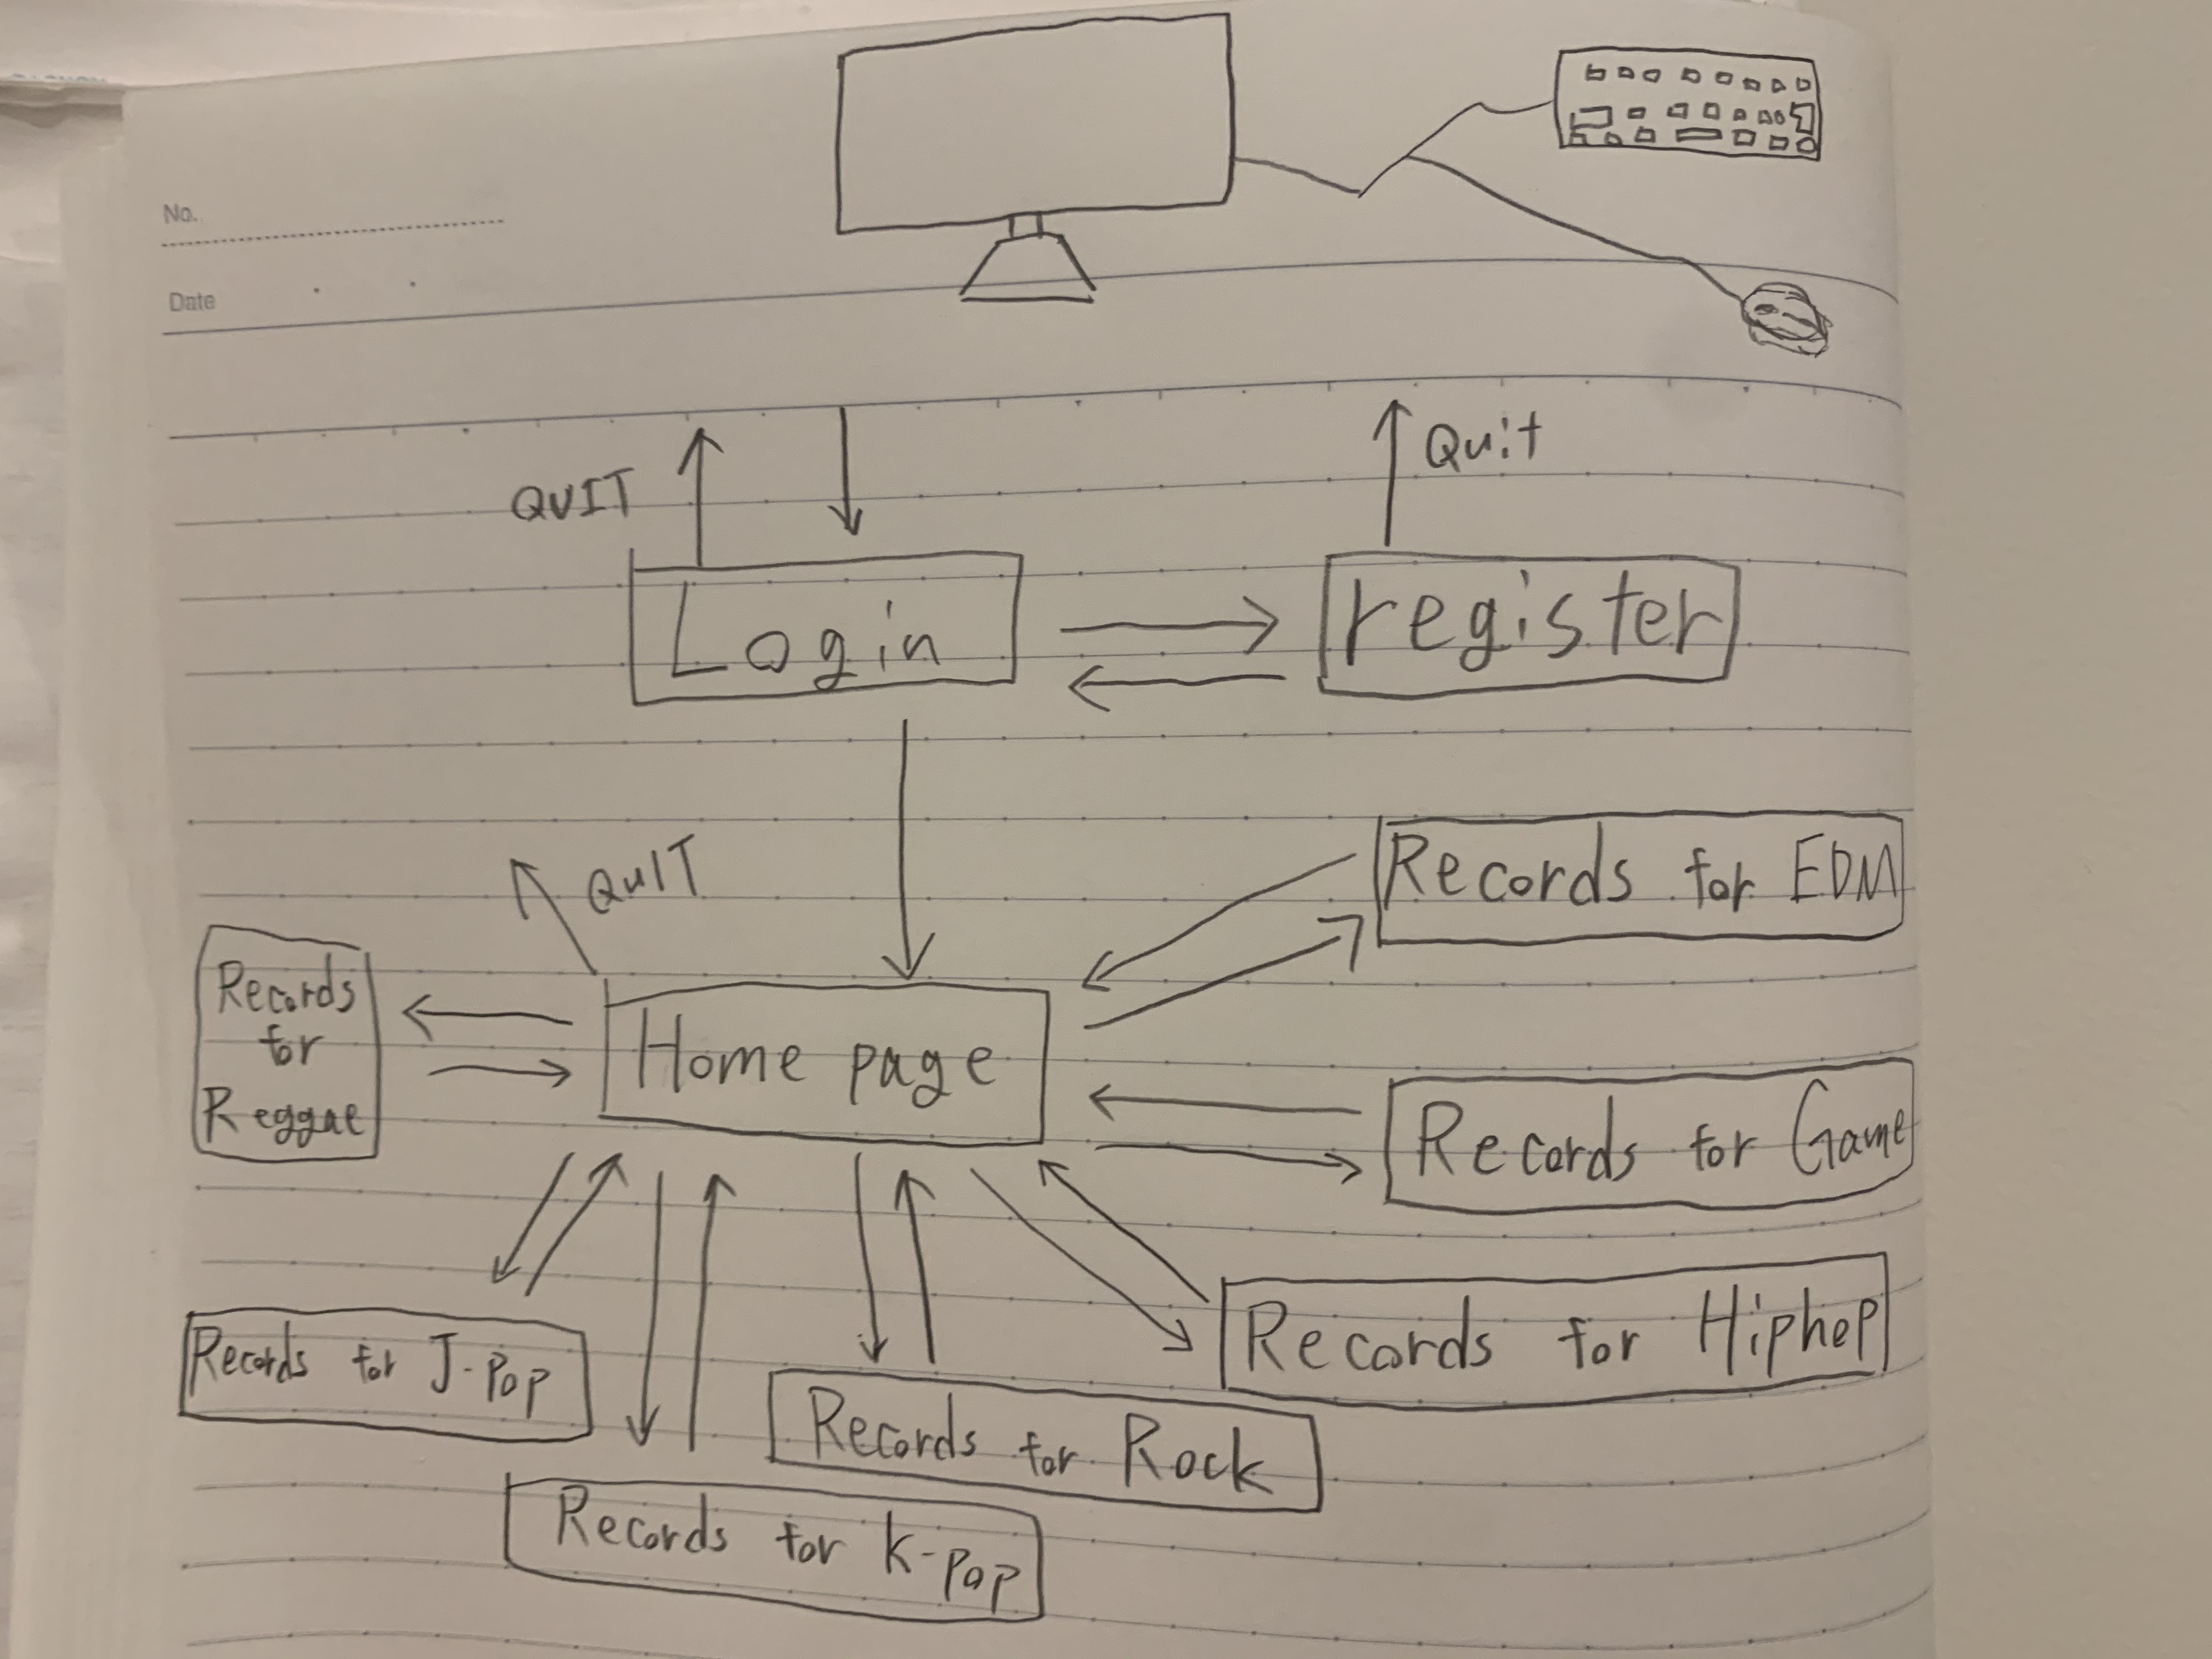 No.
Date
QUIT
Quit
Login
register
QuIT
Records for EDM
Records
for
Reggae
Home page
Records for Game
Records for Hiphop
Records for J-Pop
Records for Rock
Records for K-pop